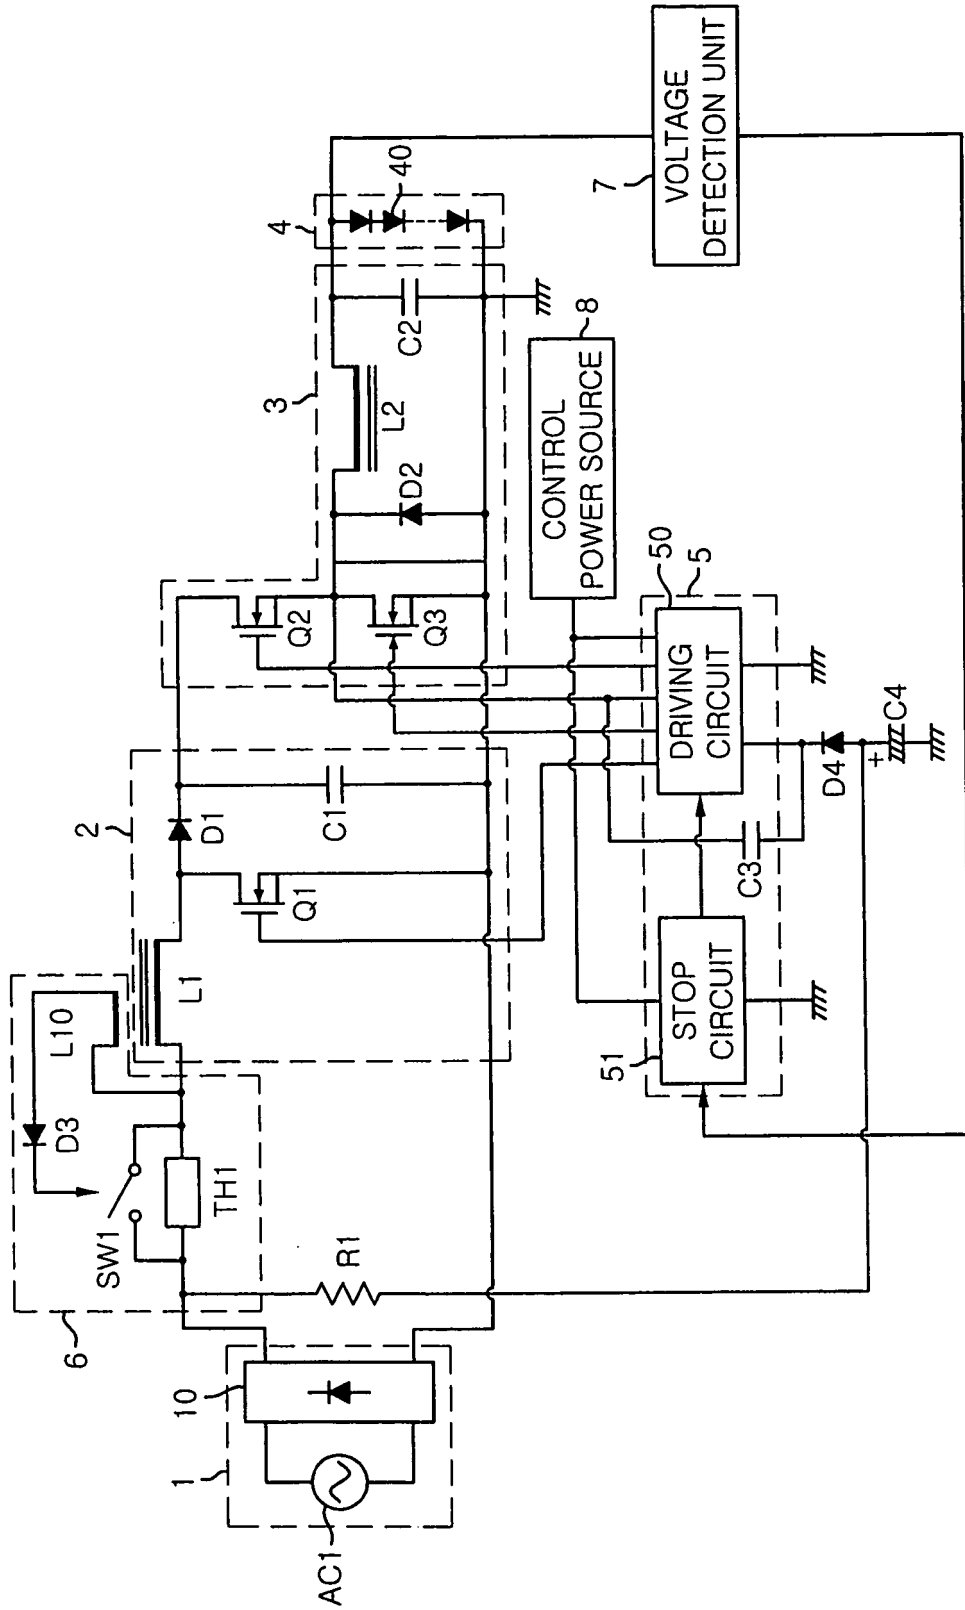 AC1
1
10
6
SW1
D3
L10
TH1
R1
L1
2
D1
Q1
C1
Q2
Q3
3
D2
L2
C2
4
40
7
VOLTAGE
DETECTION UNIT
CONTROL
POWER SOURCE
8
50
5
DRIVING
CIRCUIT
51
STOP
CIRCUIT
C3
D4
+
C4